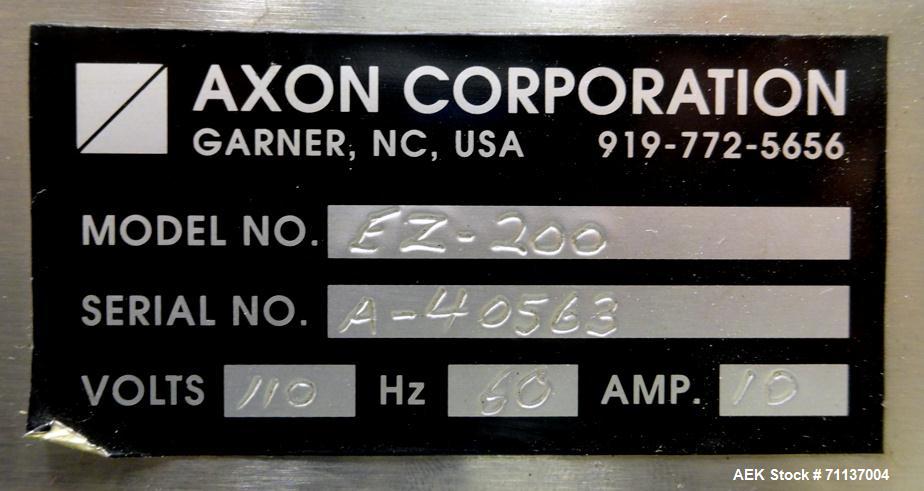 AXON CORPORATION
GARNER, NC, USA 919-772-5656
MODEL NO. EZ-200
SERIAL NO. A-40563
VOLTS 110 Hz 60 AMP. 10
AEK Stock # 71137004